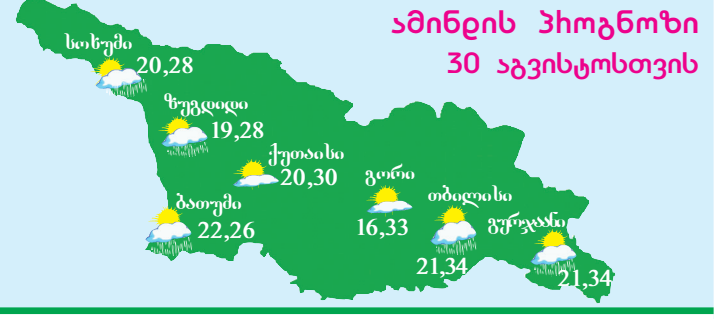 ამინდის პროგნოზი
30 აგვისტოსთვის
სოხუმი
20,28
ზუგდიდი
19,28
ქუთაისი
20,30
გორი
16,33
თბილისი
21,34
გურჯაანი
21,34
ბათუმი
22,26